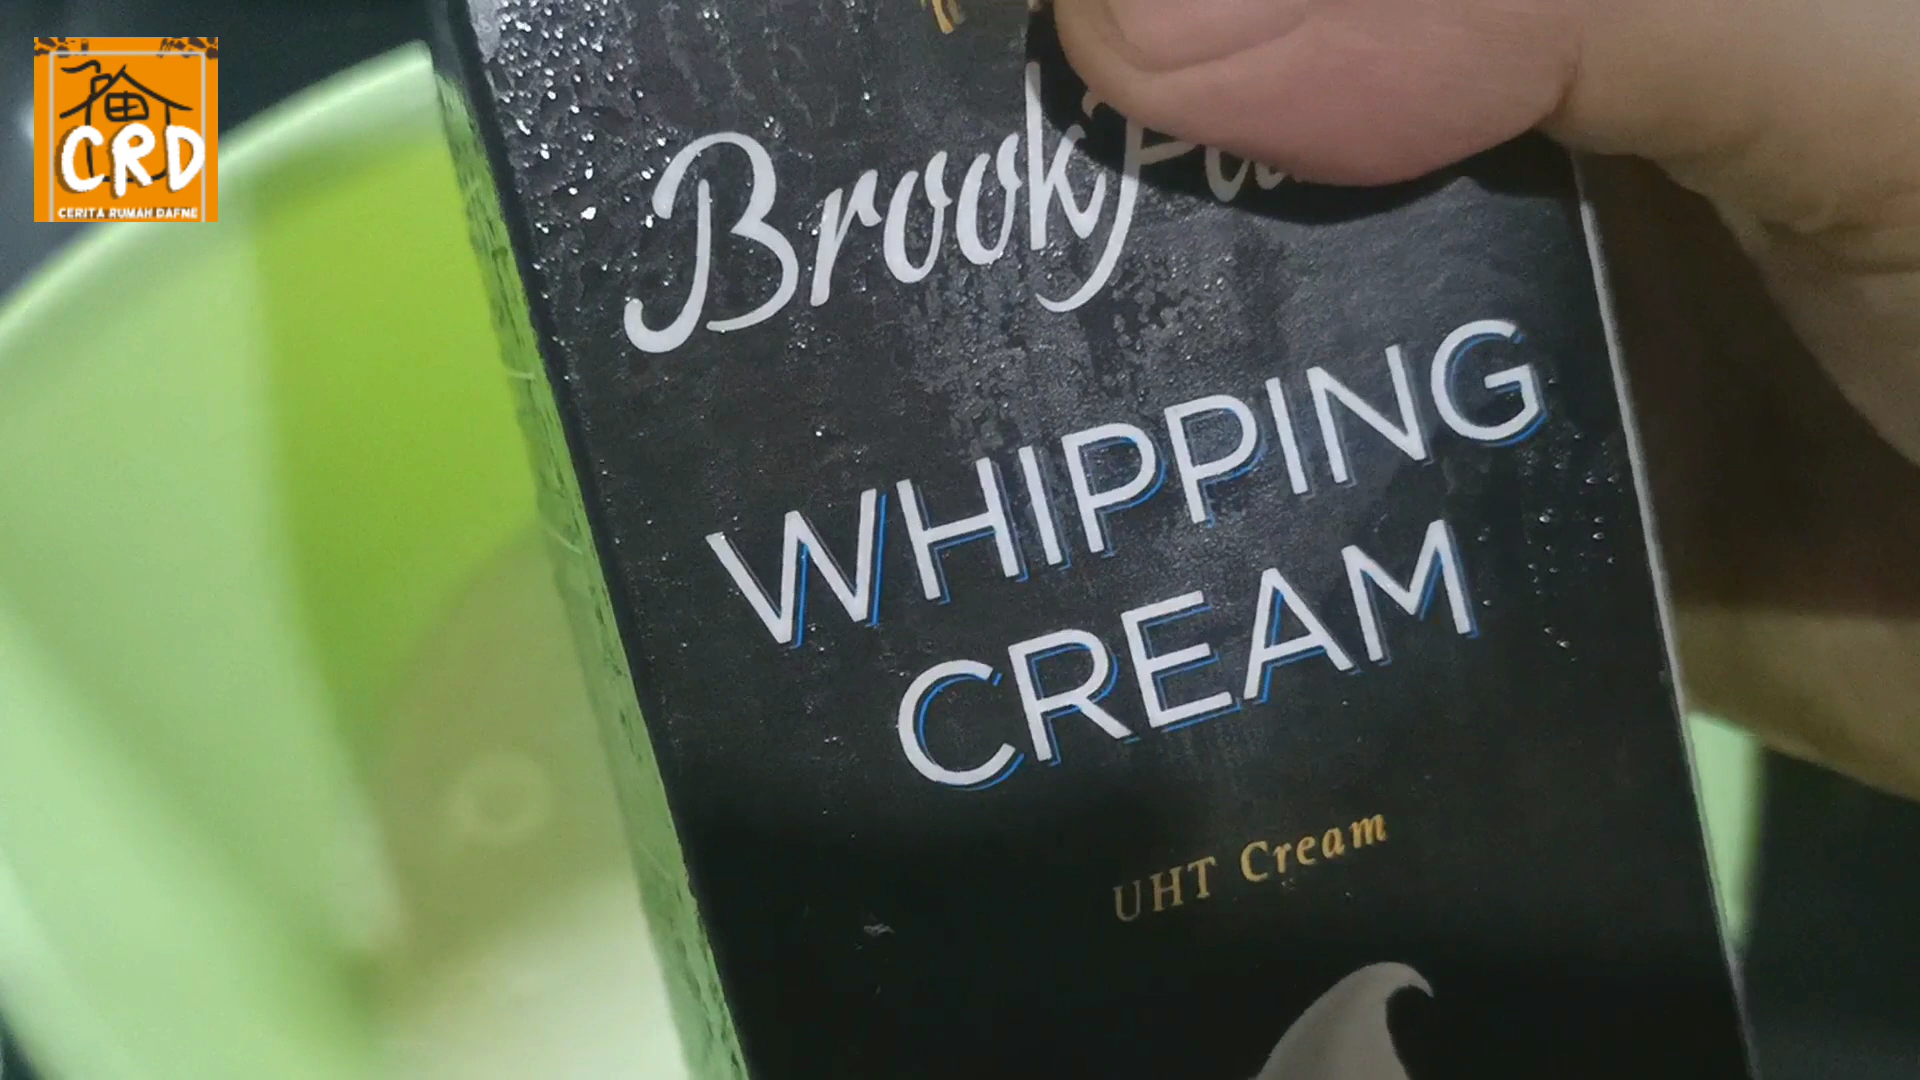 CRD
CERITA RUMAH DAFNE
WHIPPING
CREAM
UHT Cream